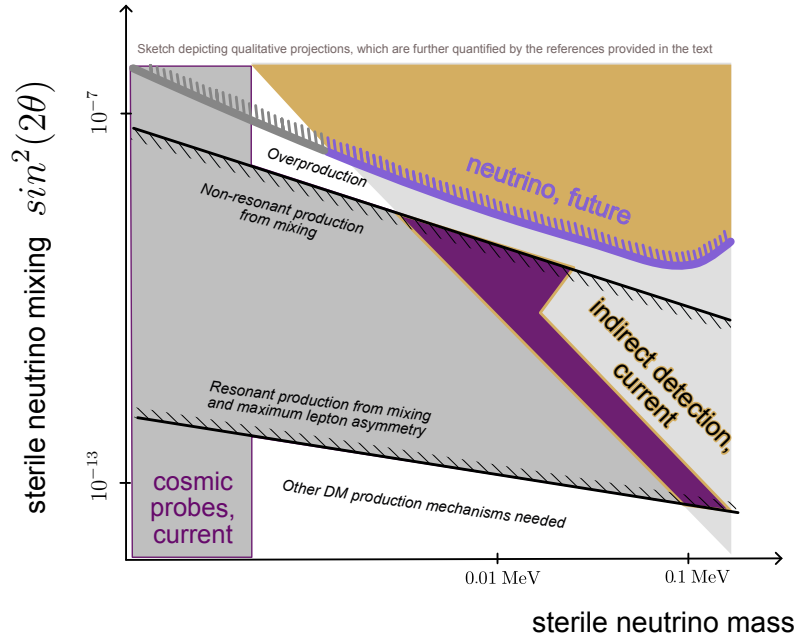 Sketch depicting qualitative projections, which are further quantified by the references provided in the text
sterile neutrino mixing sin²(2θ)
10⁻⁷
10⁻¹³
Overproduction
neutrino, future
Non-resonant production
from mixing
indirect detection,
current
Resonant production from mixing
and maximum lepton asymmetry
cosmic
probes,
current
Other DM production mechanisms needed
0.01 MeV
0.1 MeV
sterile neutrino mass